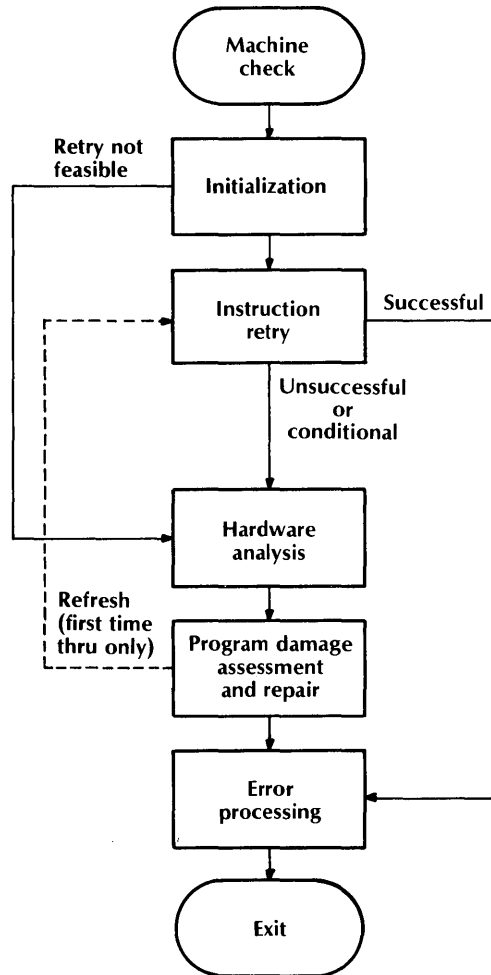 Machine
check
Retry not
feasible
Initialization
Instruction
retry
Successful
Unsuccessful
or
conditional
Hardware
analysis
Refresh
(first time
thru only)
Program damage
assessment
and repair
Error
processing
Exit